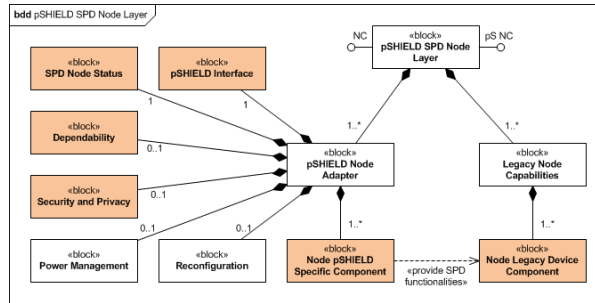 bdd pSHIELD SPD Node Layer
NC
«block»
pSHIELD SPD Node
Layer
pS NC
«block»
SPD Node Status
«block»
pSHIELD Interface
1
1
«block»
Dependability
0..1
1..*
1..*
«block»
pSHIELD Node
Adapter
«block»
Legacy Node
Capabilities
«block»
Security and Privacy
0..1
0..1
0..1
1..*
1..*
«block»
Power Management
«block»
Reconfiguration
«block»
Node pSHIELD
Specific Component
«provide SPD
functionalities»
«block»
Node Legacy Device
Component